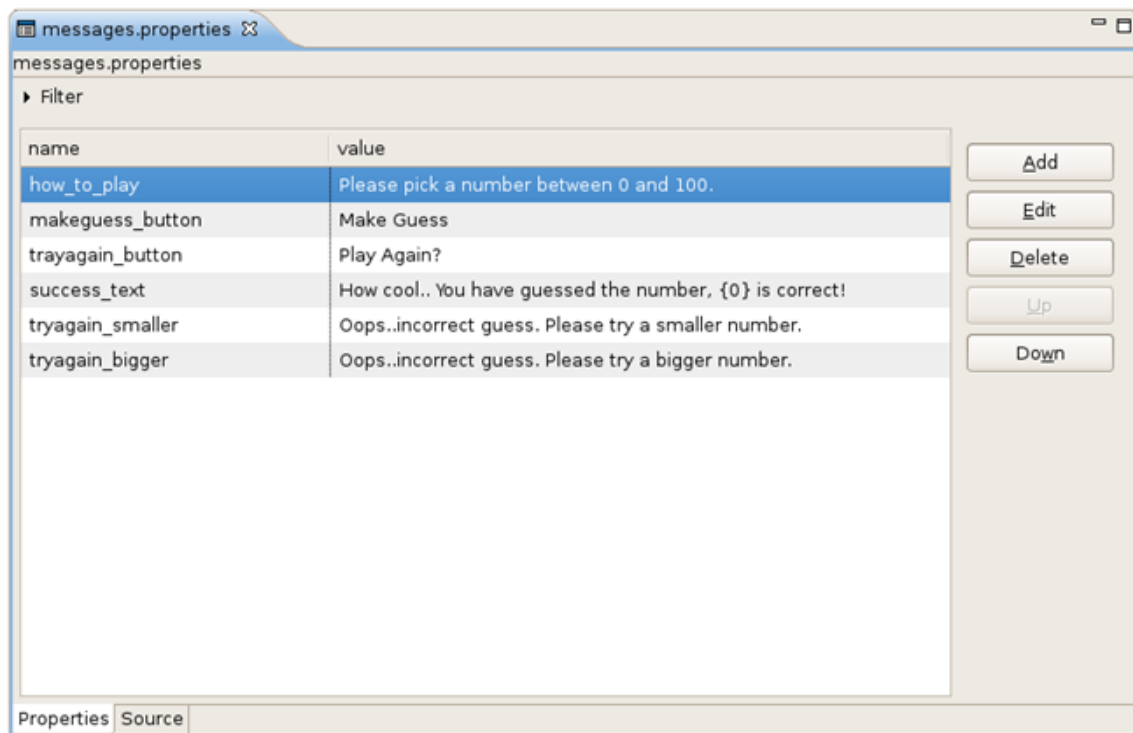 messages.properties
messages.properties
Filter
name value
how_to_play Please pick a number between 0 and 100.
makeguess_button Make Guess
trayagain_button Play Again?
success_text How cool.. You have guessed the number, {0} is correct!
tryagain_smaller Oops..incorrect guess. Please try a smaller number.
tryagain_bigger Oops..incorrect guess. Please try a bigger number.
Add
Edit
Delete
Up
Down
Properties Source